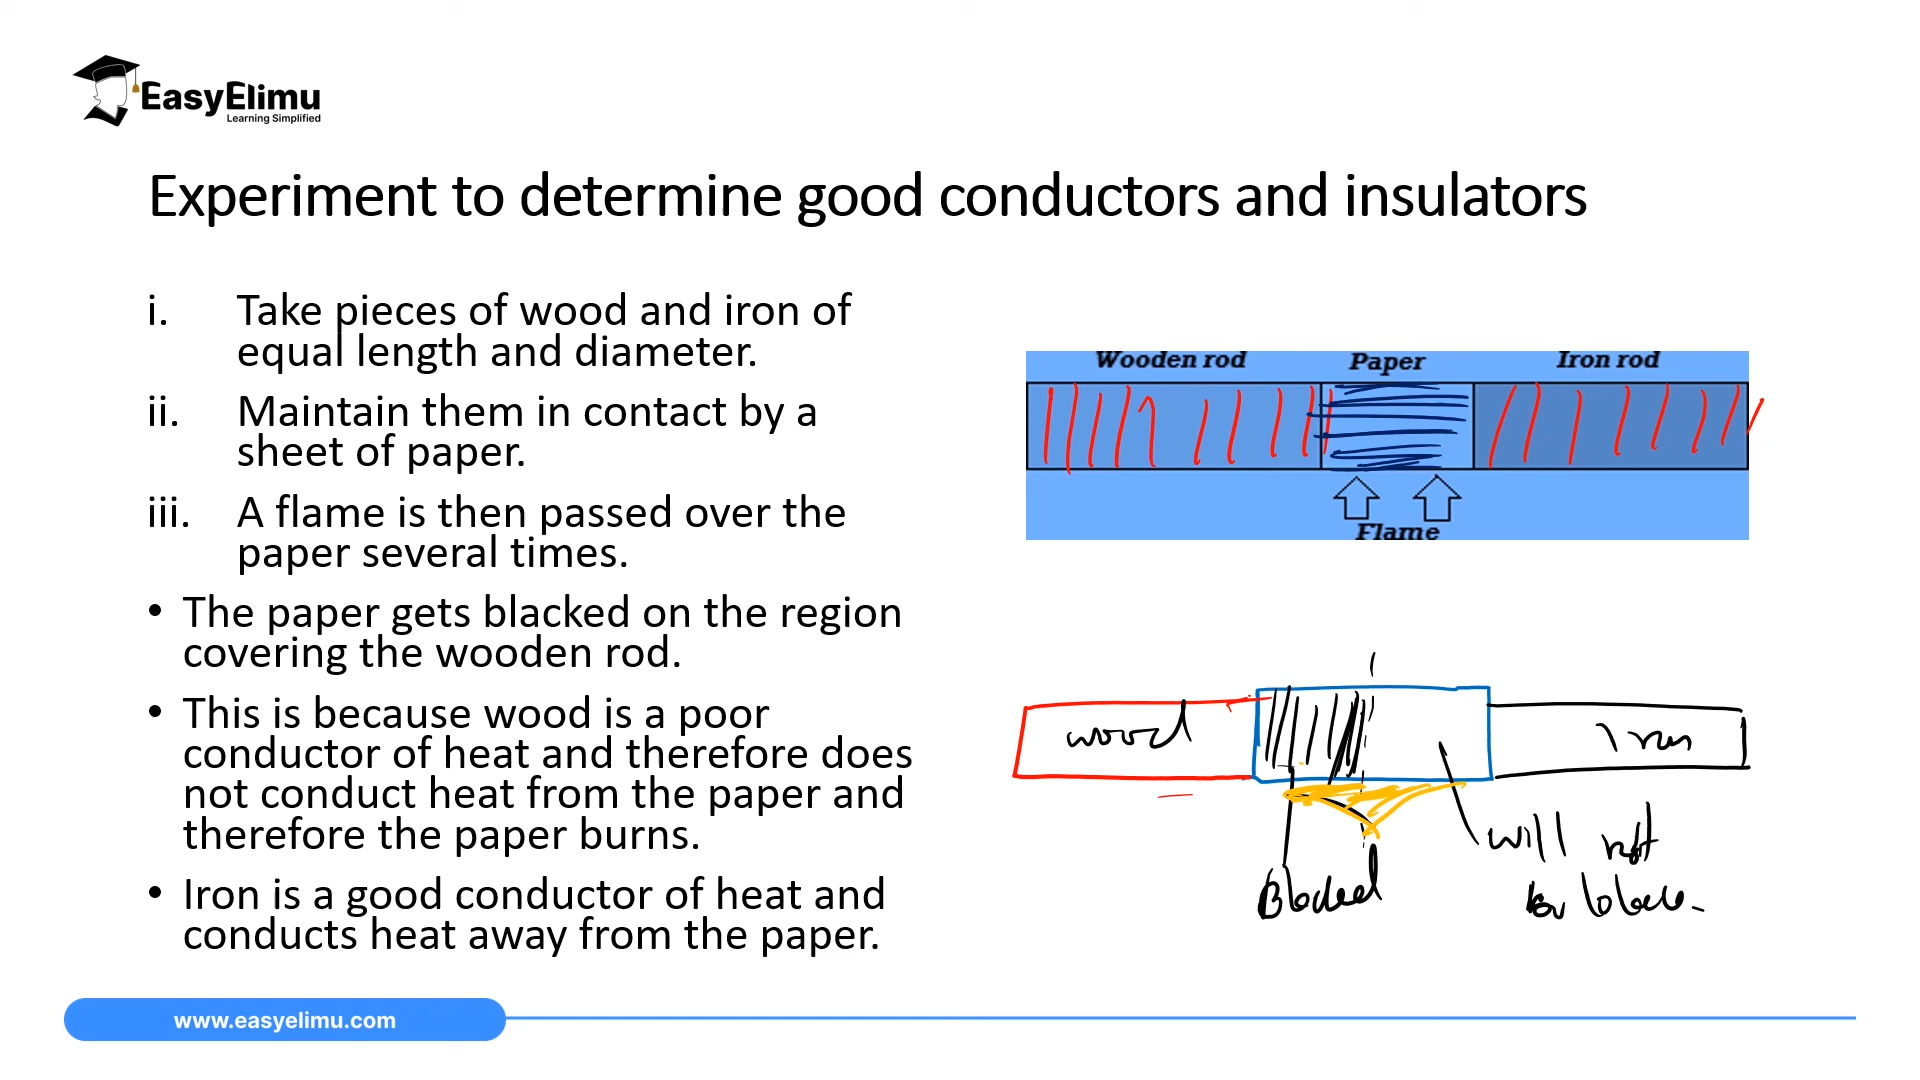 EasyElimu
Learning Simplified
Experiment to determine good conductors and insulators
i. Take pieces of wood and iron of
equal length and diameter.
ii. Maintain them in contact by a
sheet of paper.
iii. A flame is then passed over the
paper several times.
• The paper gets blacked on the region
covering the wooden rod.
• This is because wood is a poor
conductor of heat and therefore does
not conduct heat from the paper and
therefore the paper burns.
• Iron is a good conductor of heat and
conducts heat away from the paper.
Wooden rod Paper Iron rod
Flame
wood Iron
will not
Blacked
www.easyelimu.com